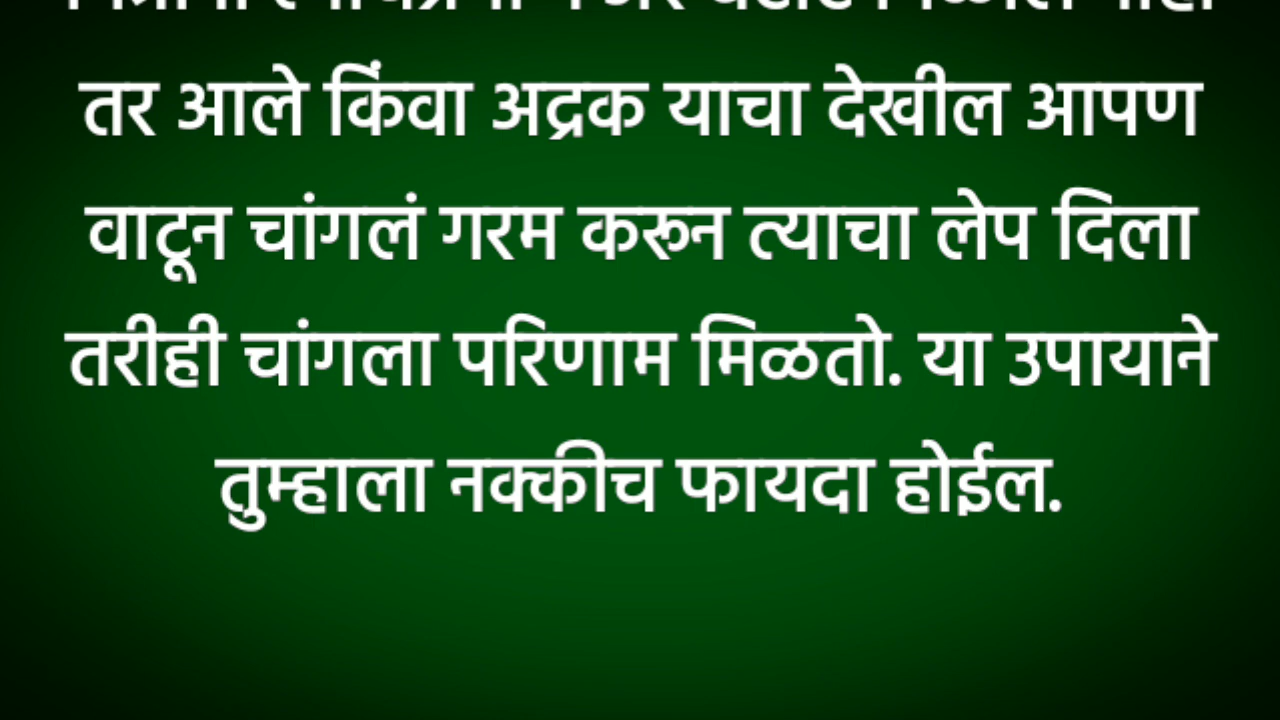 तर आले किंवा अद्रक याचा देखील आपण
वाटून चांगलं गरम करून त्याचा लेप दिला
तरीही चांगला परिणाम मिळतो. या उपायाने
तुम्हाला नक्कीच फायदा होईल.